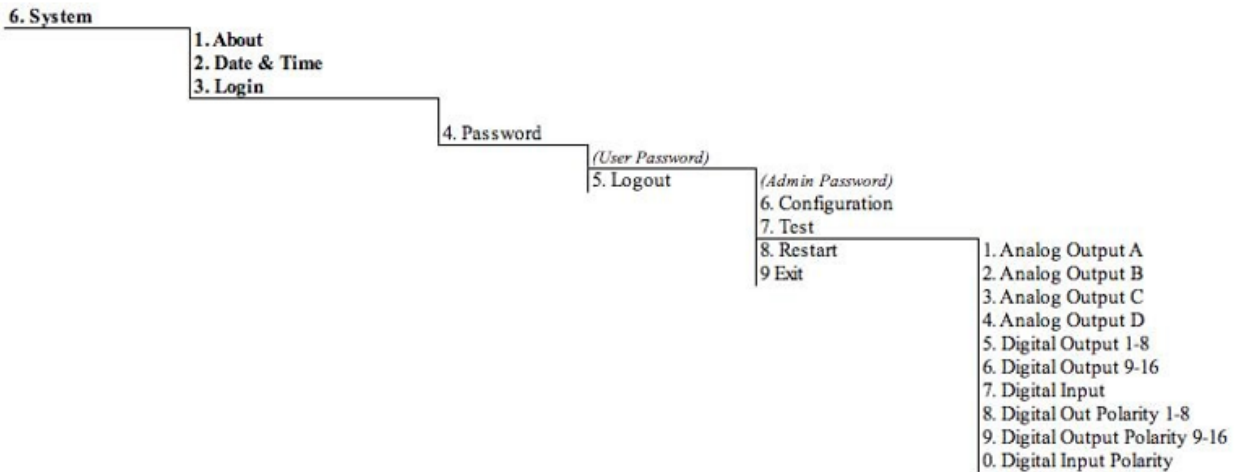 6. System
1. About
2. Date & Time
3. Login
4. Password
(User Password)
5. Logout
(Admin Password)
6. Configuration
7. Test
8. Restart
9 Exit
1. Analog Output A
2. Analog Output B
3. Analog Output C
4. Analog Output D
5. Digital Output 1-8
6. Digital Output 9-16
7. Digital Input
8. Digital Out Polarity 1-8
9. Digital Output Polarity 9-16
0. Digital Input Polarity